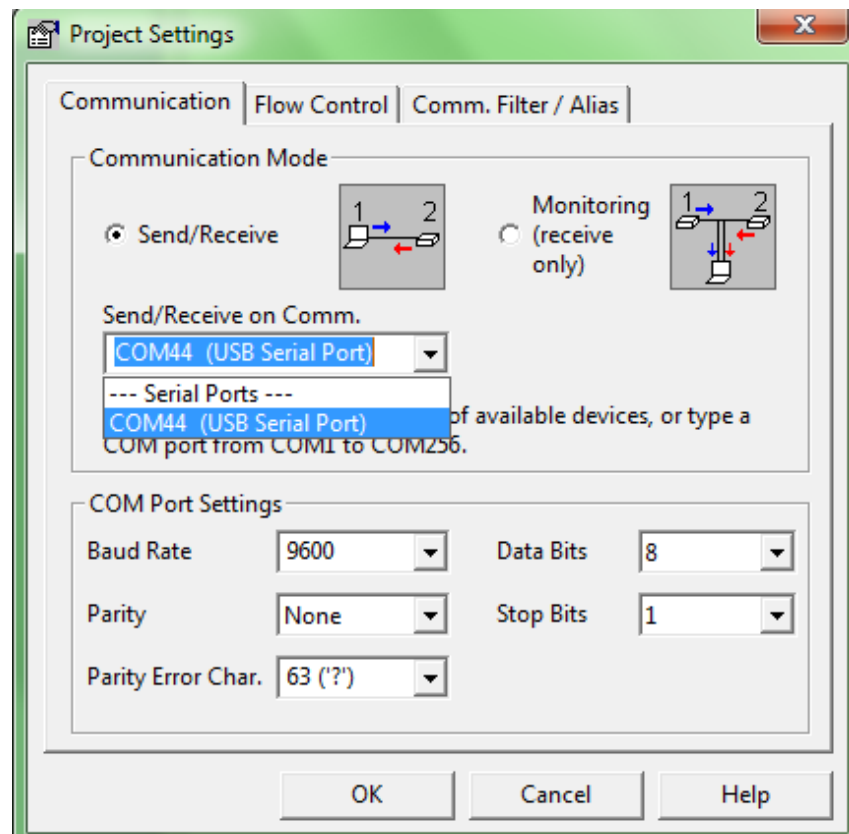 Project Settings
Communication
Flow Control
Comm. Filter / Alias
Communication Mode
Send/Receive
1 2
Monitoring
(receive
only)
1 2
Send/Receive on Comm.
COM44 (USB Serial Port)
--- Serial Ports ---
COM44 (USB Serial Port)
of available devices, or type a
COM port from COM1 to COM256.
COM Port Settings
Baud Rate 9600 Data Bits 8
Parity None Stop Bits 1
Parity Error Char. 63 ('?')
OK Cancel Help